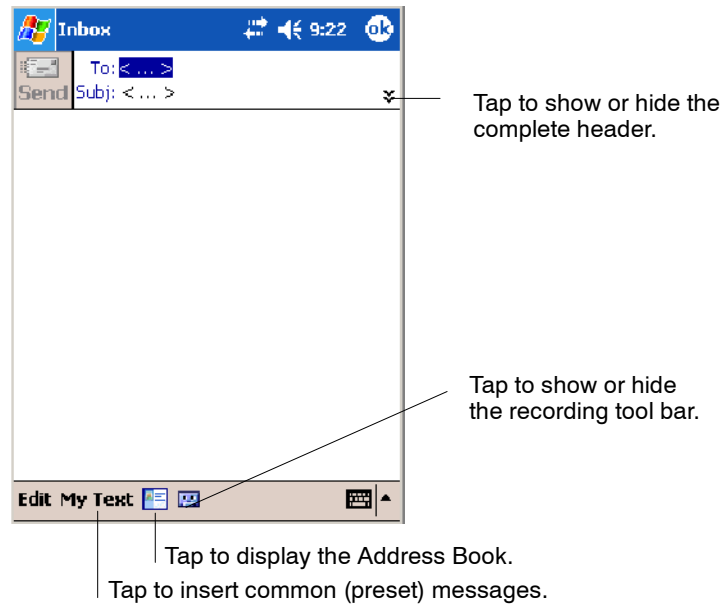 Inbox 9:22 ok
To: < ... >
Send Subj: < ... >
Tap to show or hide the
complete header.
Tap to show or hide
the recording tool bar.
Edit My Text
Tap to display the Address Book.
Tap to insert common (preset) messages.